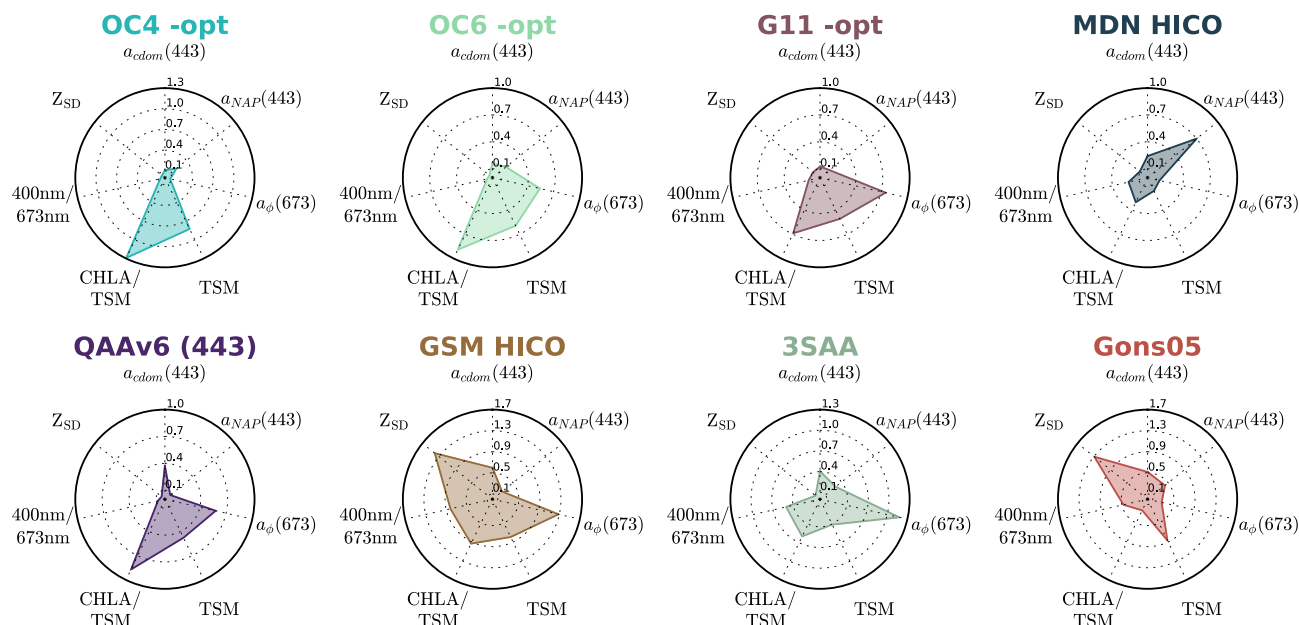 OC4 -opt OC6 -opt G11 -opt MDN HICO
a_cdom(443) a_cdom(443) a_cdom(443) a_cdom(443)
1.3 1.0 1.0 1.0
Z_SD a_NAP(443) Z_SD a_NAP(443) Z_SD a_NAP(443) Z_SD a_NAP(443)
1.0 0.7 0.7 0.7
0.7
0.4 0.4 0.4 0.4
0.1 0.1 0.1 0.1
400nm/ 400nm/ 400nm/ 400nm/
673nm a_ϕ(673) 673nm a_ϕ(673) 673nm a_ϕ(673) 673nm a_ϕ(673)
CHLA/ CHLA/ CHLA/ CHLA/
TSM TSM TSM TSM TSM TSM TSM TSM
QAAv6 (443) GSM HICO 3SAA Gons05
a_cdom(443) a_cdom(443) a_cdom(443) a_cdom(443)
1.0 1.7 1.3 1.7
Z_SD a_NAP(443) Z_SD a_NAP(443) Z_SD a_NAP(443) Z_SD a_NAP(443)
0.7 1.3 1.0 1.3
0.9 0.7 0.9
0.4 0.5 0.4 0.5
0.1 0.1 0.1 0.1
400nm/ 400nm/ 400nm/ 400nm/
673nm a_ϕ(673) 673nm a_ϕ(673) 673nm a_ϕ(673) 673nm a_ϕ(673)
CHLA/ CHLA/ CHLA/ CHLA/
TSM TSM TSM TSM TSM TSM TSM TSM